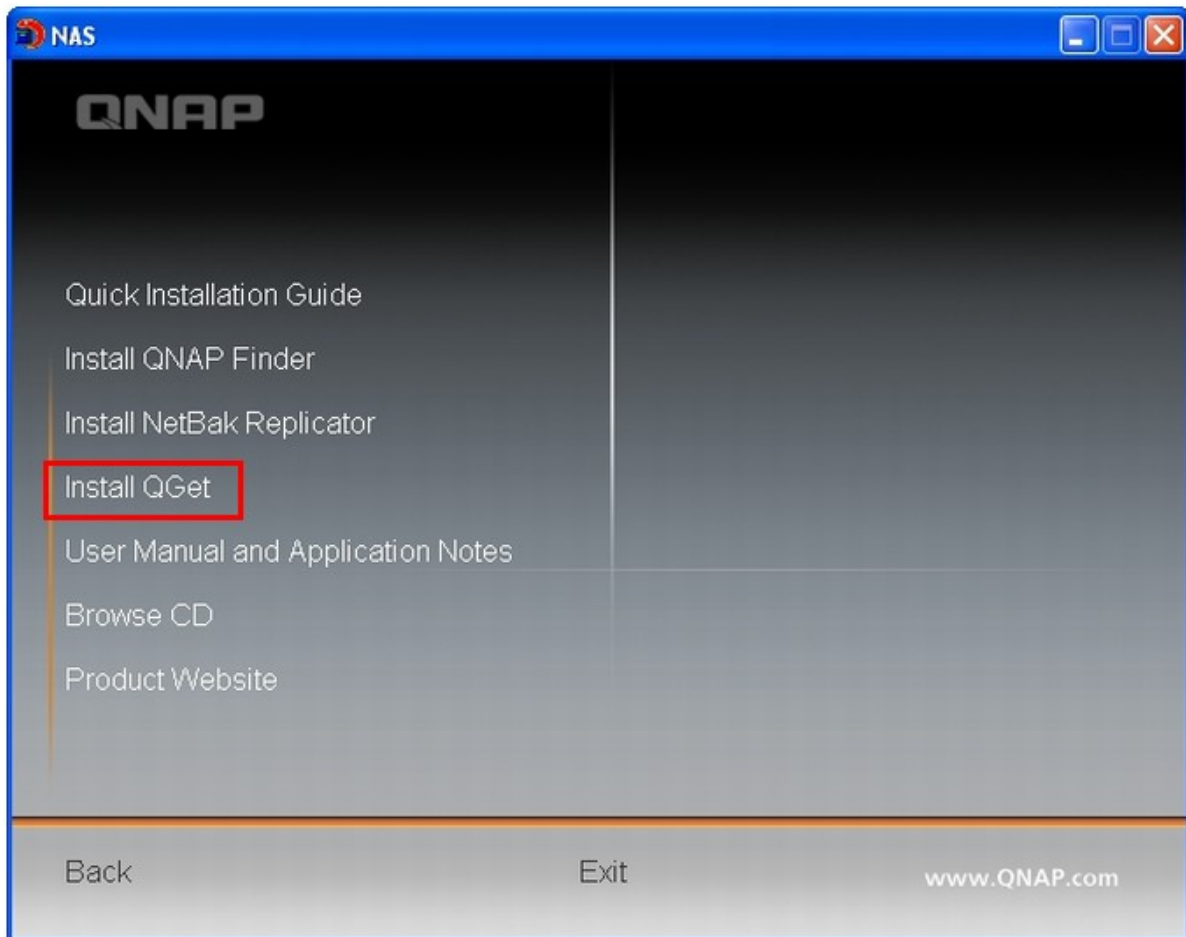 NAS
QNAP
Quick Installation Guide
Install QNAP Finder
Install NetBak Replicator
Install QGet
User Manual and Application Notes
Browse CD
Product Website
Back
Exit
www.QNAP.com